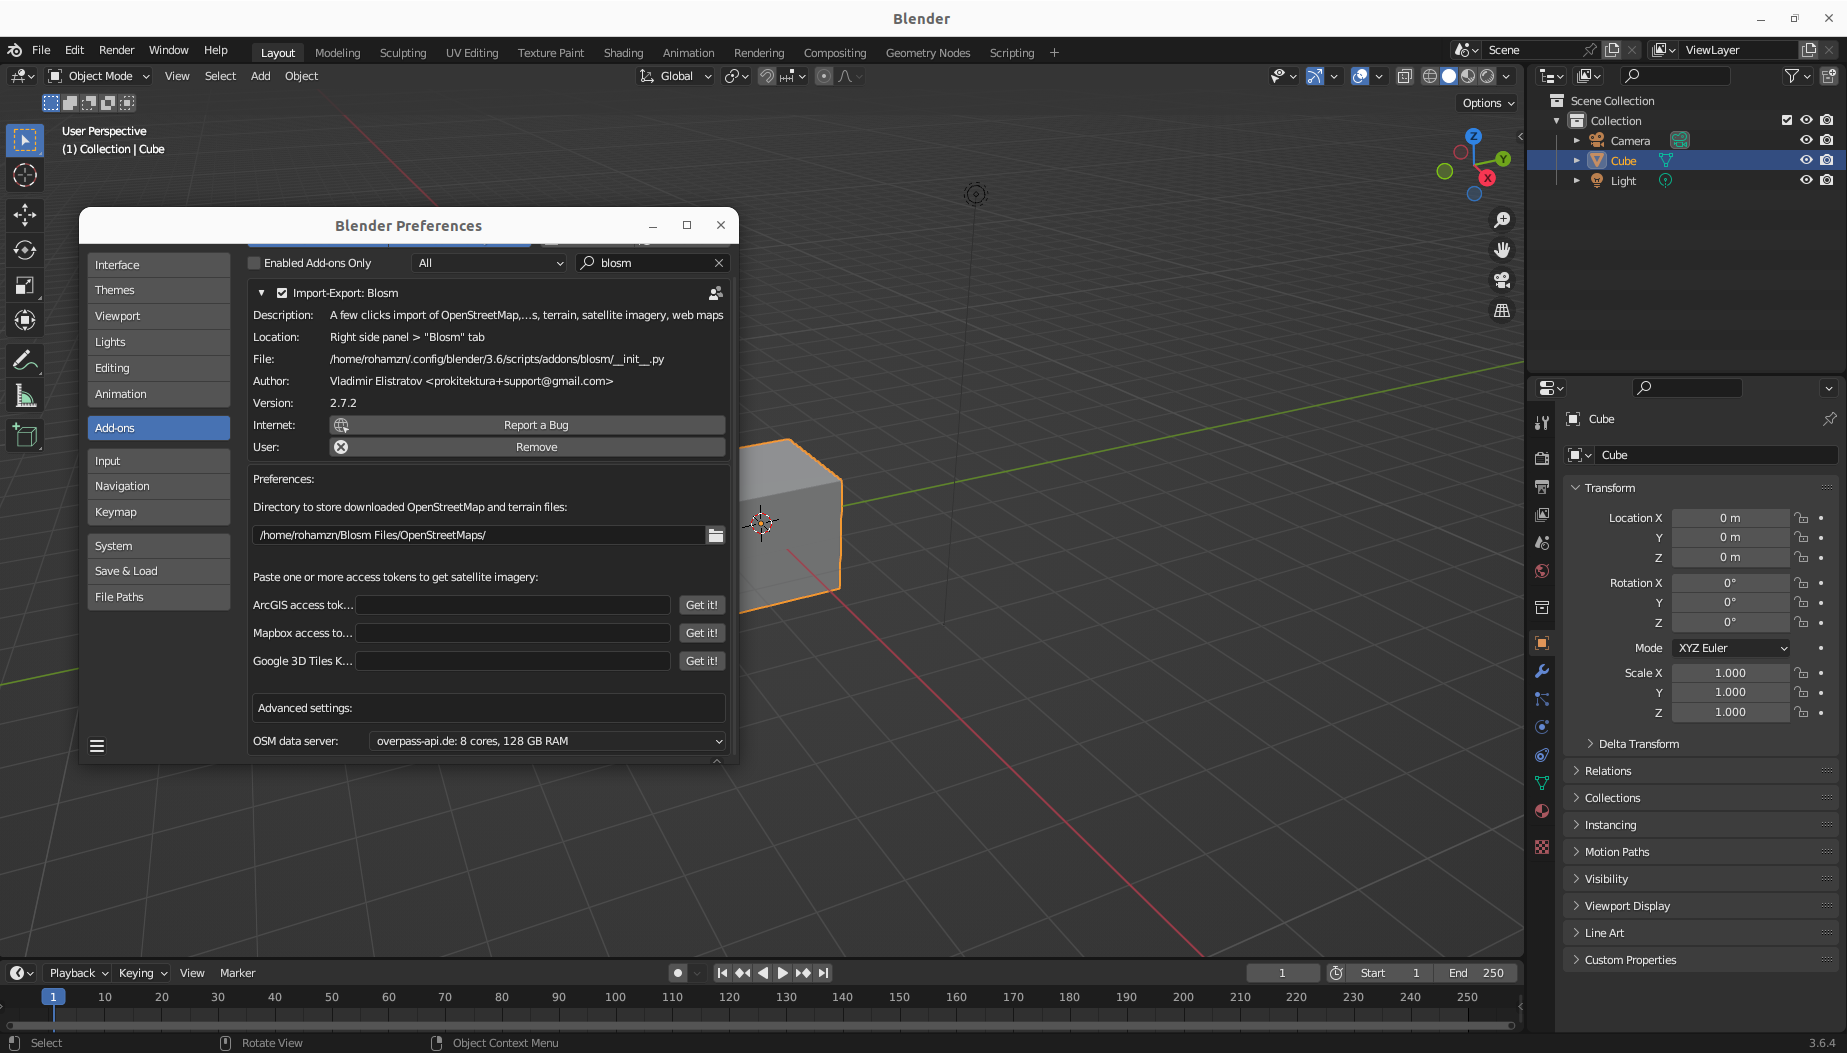 Blender
File Edit Render Window Help Layout Modeling Sculpting UV Editing Texture Paint Shading Animation Rendering Compositing Geometry Nodes Scripting Scene ViewLayer
Object Mode View Select Add Object Global
Options
User Perspective
(1) Collection | Cube
Z
Y
X
Scene Collection
Collection
Camera
Cube
Light
Blender Preferences
Interface
Themes
Viewport
Lights
Editing
Animation
Add-ons
Input
Navigation
Keymap
System
Save & Load
File Paths
Enabled Add-ons Only All blosm
Import-Export: Blosm
Description: A few clicks import of OpenStreetMap,...s, terrain, satellite imagery, web maps
Location: Right side panel > "Blosm" tab
File: /home/rohamzn/.config/blender/3.6/scripts/addons/blosm/__init__.py
Author: Vladimir Elistratov <prokitektura+support@gmail.com>
Version: 2.7.2
Internet: Report a Bug
User: Remove
Preferences:
Directory to store downloaded OpenStreetMap and terrain files:
/home/rohamzn/Blosm Files/OpenStreetMaps/
Paste one or more access tokens to get satellite imagery:
ArcGIS access tok... Get it!
Mapbox access to... Get it!
Google 3D Tiles K... Get it!
Advanced settings:
OSM data server: overpass-api.de: 8 cores, 128 GB RAM
Cube
Cube
Transform
Location X 0 m
Y 0 m
Z 0 m
Rotation X 0°
Y 0°
Z 0°
Mode XYZ Euler
Scale X 1.000
Y 1.000
Z 1.000
Delta Transform
Relations
Collections
Instancing
Motion Paths
Visibility
Viewport Display
Line Art
Custom Properties
Playback Keying View Marker 1 Start 1 End 250
1 10 20 30 40 50 60 70 80 90 100 110 120 130 140 150 160 170 180 190 200 210 220 230 240 250
Select Rotate View Object Context Menu 3.6.4